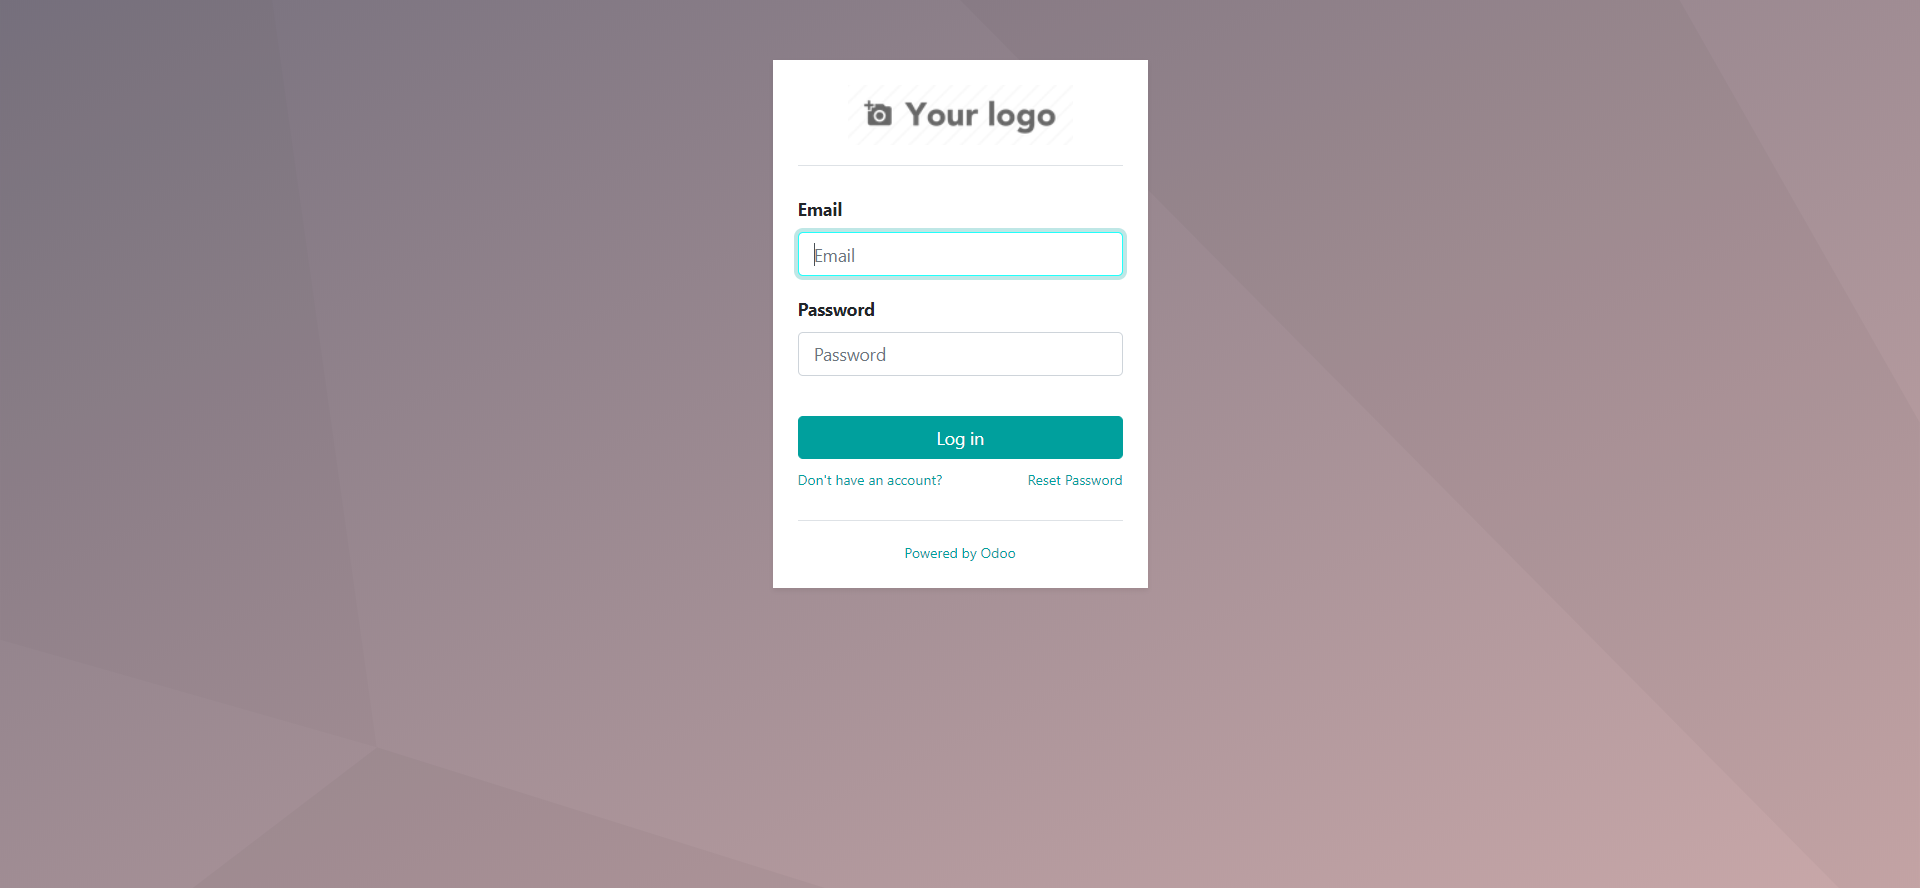 Your logo
Email
Email
Password
Password
Log in
Don't have an account? Reset Password
Powered by Odoo